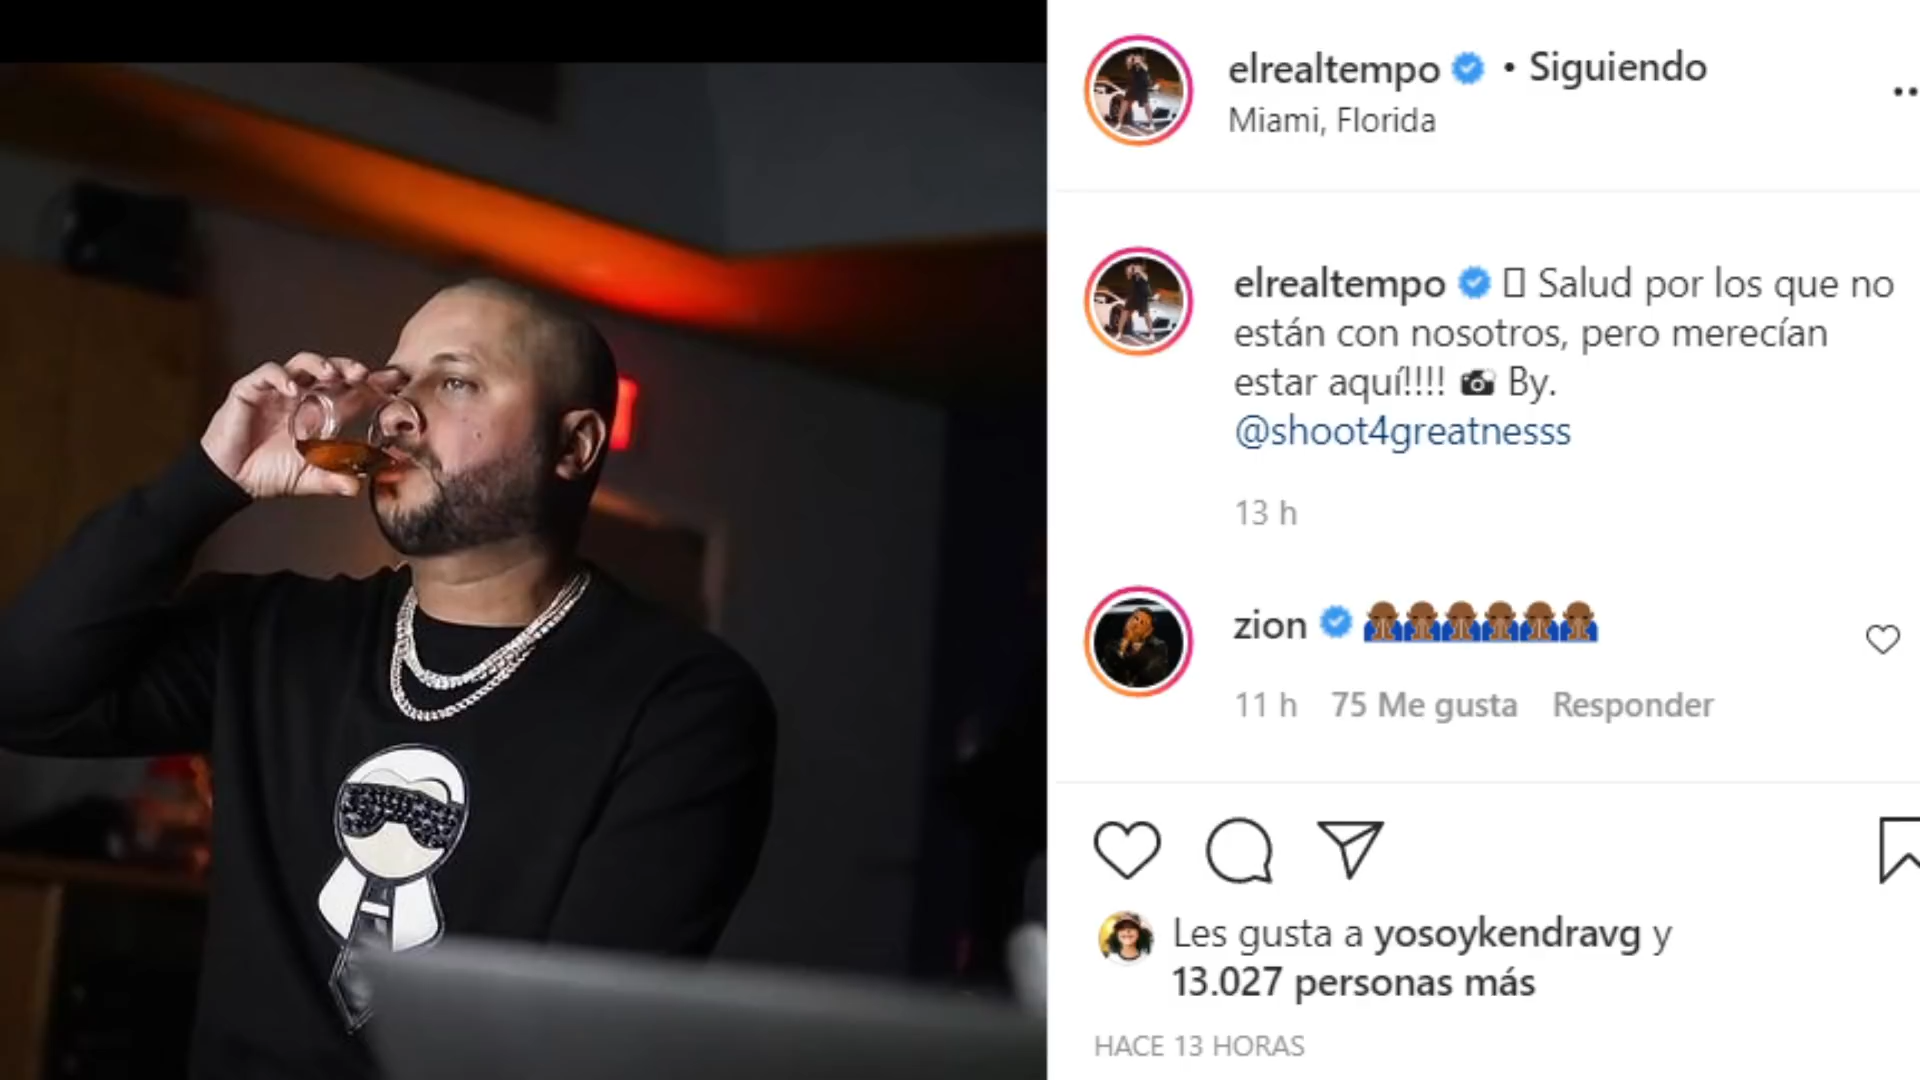 elrealtempo • Siguiendo
Miami, Florida
elrealtempo Salud por los que no
están con nosotros, pero merecían
estar aquí!!!! 📷 By.
@shoot4greatnesss
13 h
zion 🙏🏾🙏🏾🙏🏾🙏🏾🙏🏾🙏🏾
11 h 75 Me gusta Responder
Les gusta a yosoykendravg y
13.027 personas más
HACE 13 HORAS